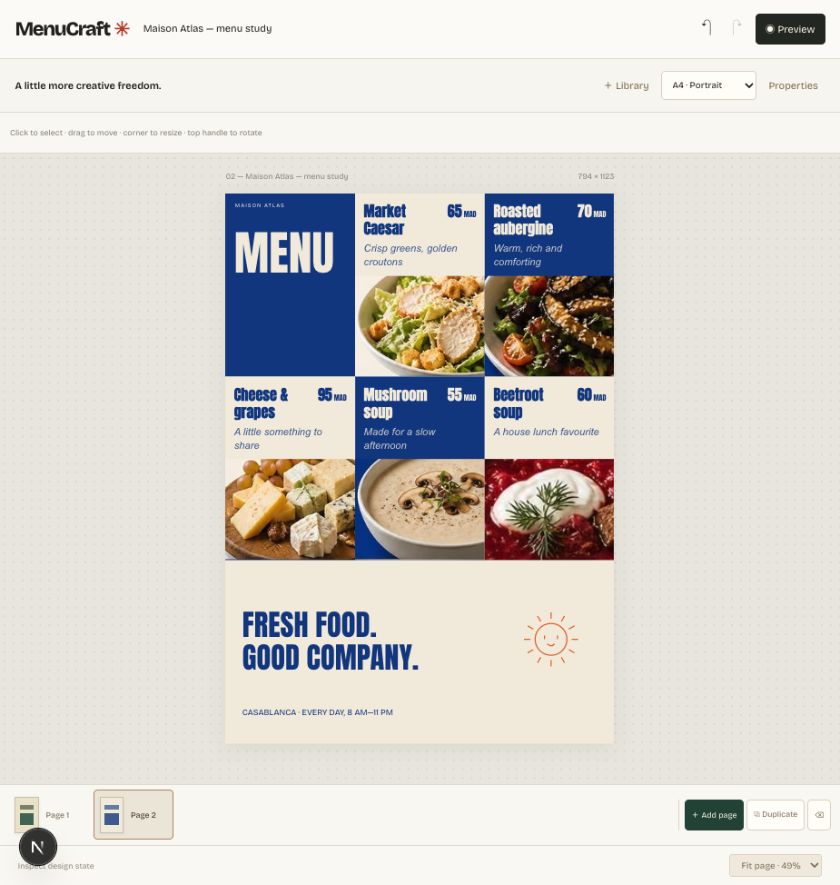 MenuCraft
Maison Atlas — menu study
Preview
A little more creative freedom.
+ Library
A4 · Portrait
Properties
Click to select · drag to move · corner to resize · top handle to rotate
02 — Maison Atlas — menu study
794 × 1123
MAISON ATLAS
MENU
Market
Caesar
65 MAD
Crisp greens, golden
croutons
Roasted
aubergine
70 MAD
Warm, rich and
comforting
Cheese &
grapes
95 MAD
A little something to
share
Mushroom
soup
55 MAD
Made for a slow
afternoon
Beetroot
soup
60 MAD
A house lunch favourite
FRESH FOOD.
GOOD COMPANY.
CASABLANCA · EVERY DAY, 8 AM—11 PM
Page 1
Page 2
+ Add page
Duplicate
N
design state
Fit page · 49%